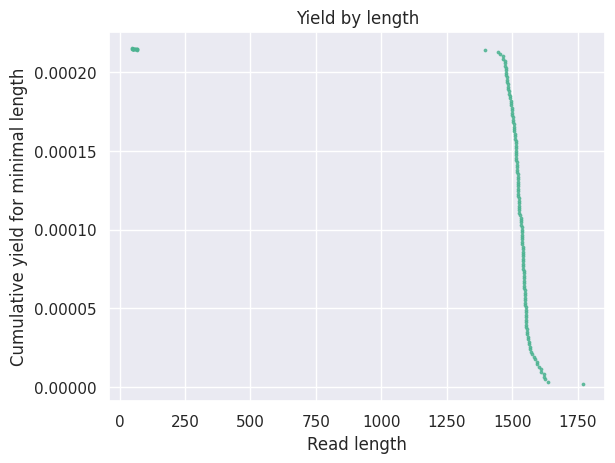 Yield by length
Cumulative yield for minimal length
0.00020
0.00015
0.00010
0.00005
0.00000
0 250 500 750 1000 1250 1500 1750
Read length